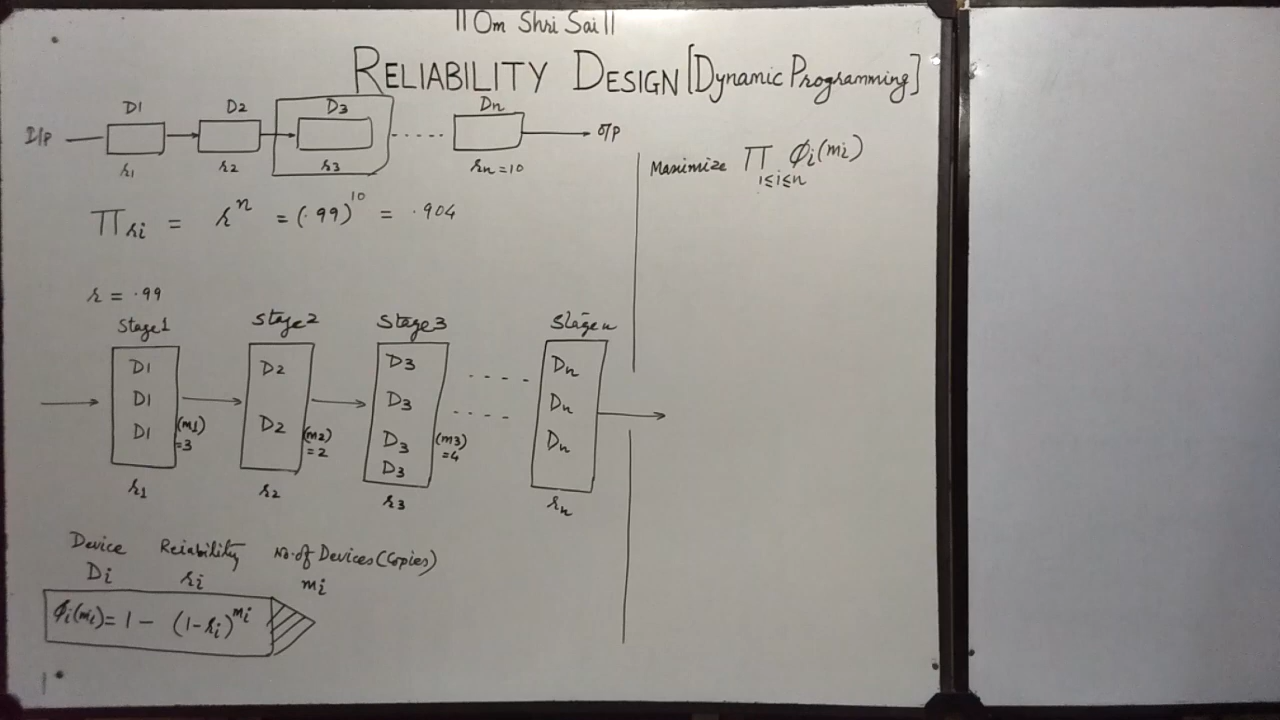 || Om Shri Sai ||
RELIABILITY DESIGN [Dynamic Programming]
D1 D2 D3 Dn
I/p ..... O/p
r1 r2 r3 rn=10
∏ri = r^n = (.99)^10 = .904
r = .99
Stage1 Stage2 Stage3 Stage n
D1 D2 D3 Dn
D1 D3 Dn
D1 D2 D3 Dn
D3
(m1) =3 (m2) =2 (m3) =4
r1 r2 r3 rn
Device Reiability No. of Devices (Copies)
Di ri mi
ϕi(mi) = 1 - (1-ri)^mi
Maximize ∏ ϕi(mi)
1≤i≤n